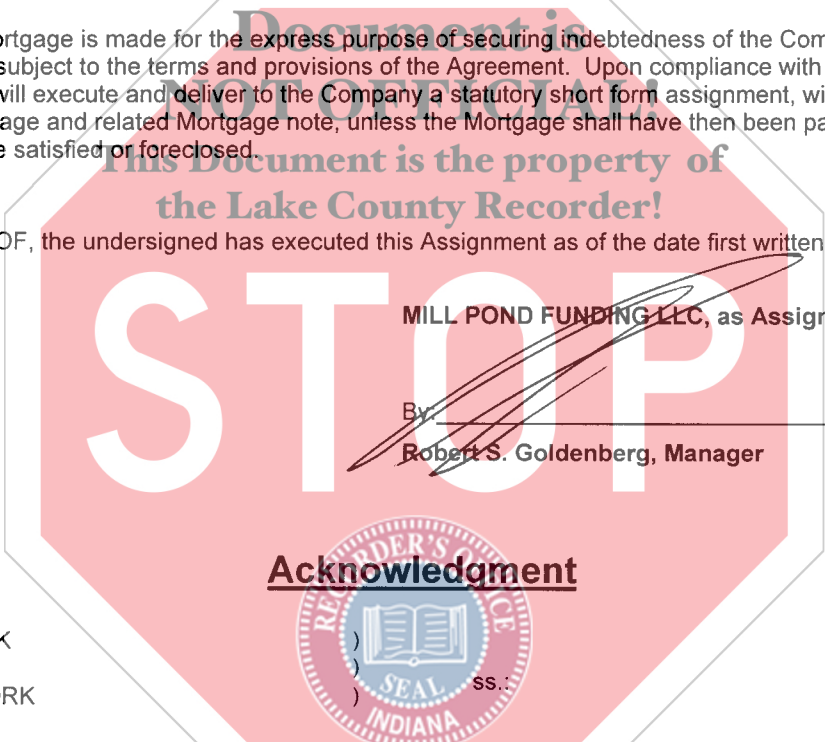 Document is
ortgage is made for the express purpose of securing indebtedness of the Com
subject to the terms and provisions of the Agreement. Upon compliance with
will execute and deliver to the Company a statutory short form assignment, wi
NOT OFFICIAL!
age and related Mortgage note, unless the Mortgage shall have then been pa
e satisfied or foreclosed.
This Document is the property of
the Lake County Recorder!
OF, the undersigned has executed this Assignment as of the date first written
STOP
MILL POND FUNDING LLC, as Assign
By:
Robert S. Goldenberg, Manager
RECORDER'S OFFICE
Acknowledgment
K )
)
SEAL ss.:
RK )
INDIANA